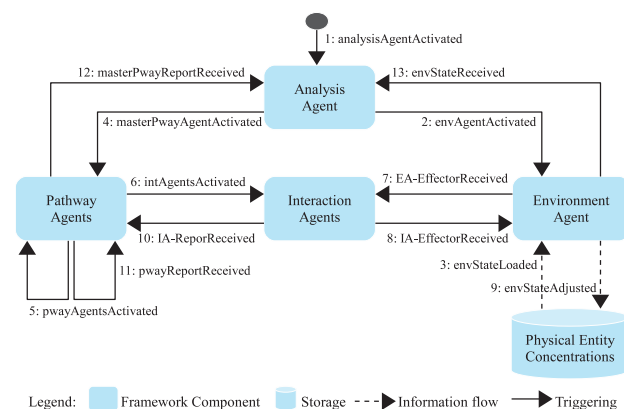 1: analysisAgentActivated
12: masterPwayReportReceived
13: envStateReceived
Analysis
Agent
4: masterPwayAgentActivated
2: envAgentActivated
6: intAgentsActivated
7: EA-EffectorReceived
Pathway
Agents
Interaction
Agents
Environment
Agent
10: IA-ReporReceived
8: IA-EffectorReceived
11: pwayReportReceived
3: envStateLoaded
9: envStateAdjusted
5: pwayAgentsActivated
Physical Entity
Concentrations
Legend: Framework Component Storage Information flow Triggering